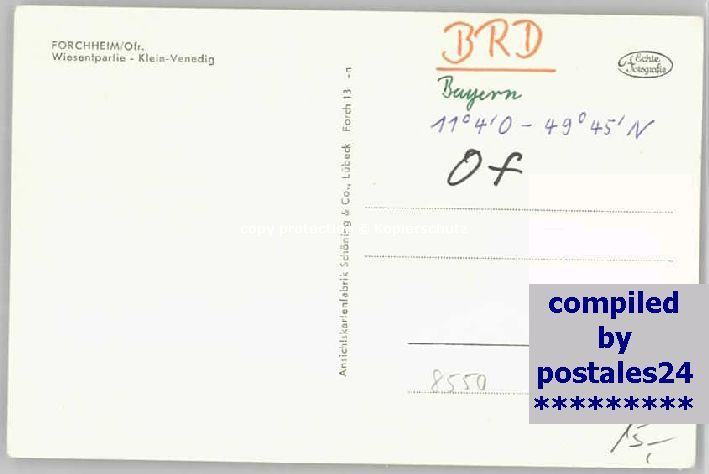 FORCHHEIM/Ofr.
Wiesentpartie - Klein-Venedig
BRD
Echte
Fotografie
Bayern
11°4'O - 49°45'N
Of
copy protection © Kopierschutz
Ansichtskartenfabrik Schöning & Co., Lübeck Forch 13 -n
8550
compiled
by
postales24
*********
15,-